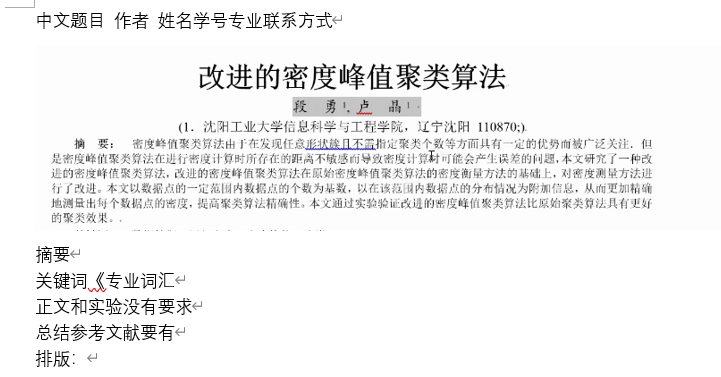 中文题目 作者 姓名学号专业联系方式
改进的密度峰值聚类算法
段 勇¹, 卢 晶¹
(1. 沈阳工业大学信息科学与工程学院，辽宁沈阳 110870;)
摘 要: 密度峰值聚类算法由于在发现任意形状簇且不需指定聚类个数等方面具有一定的优势而被广泛关注. 但
是密度峰值聚类算法在进行密度计算时所存在的距离不敏感而导致密度计算时可能会产生误差的问题, 本文研究了一种改
进的密度峰值聚类算法, 改进的密度峰值聚类算法在原始密度峰值聚类算法的密度衡量方法的基础上, 对密度测量方法进
行了改进。本文以数据点的一定范围内数据点的个数为基数, 以在该范围内数据点的分布情况为附加信息, 从而更加精确
地测量出每个数据点的密度, 提高聚类算法精确性。本文通过实验验证改进的密度峰值聚类算法比原始聚类算法具有更好
的聚类效果。.
摘要
关键词《专业词汇
正文和实验没有要求
总结参考文献要有
排版：